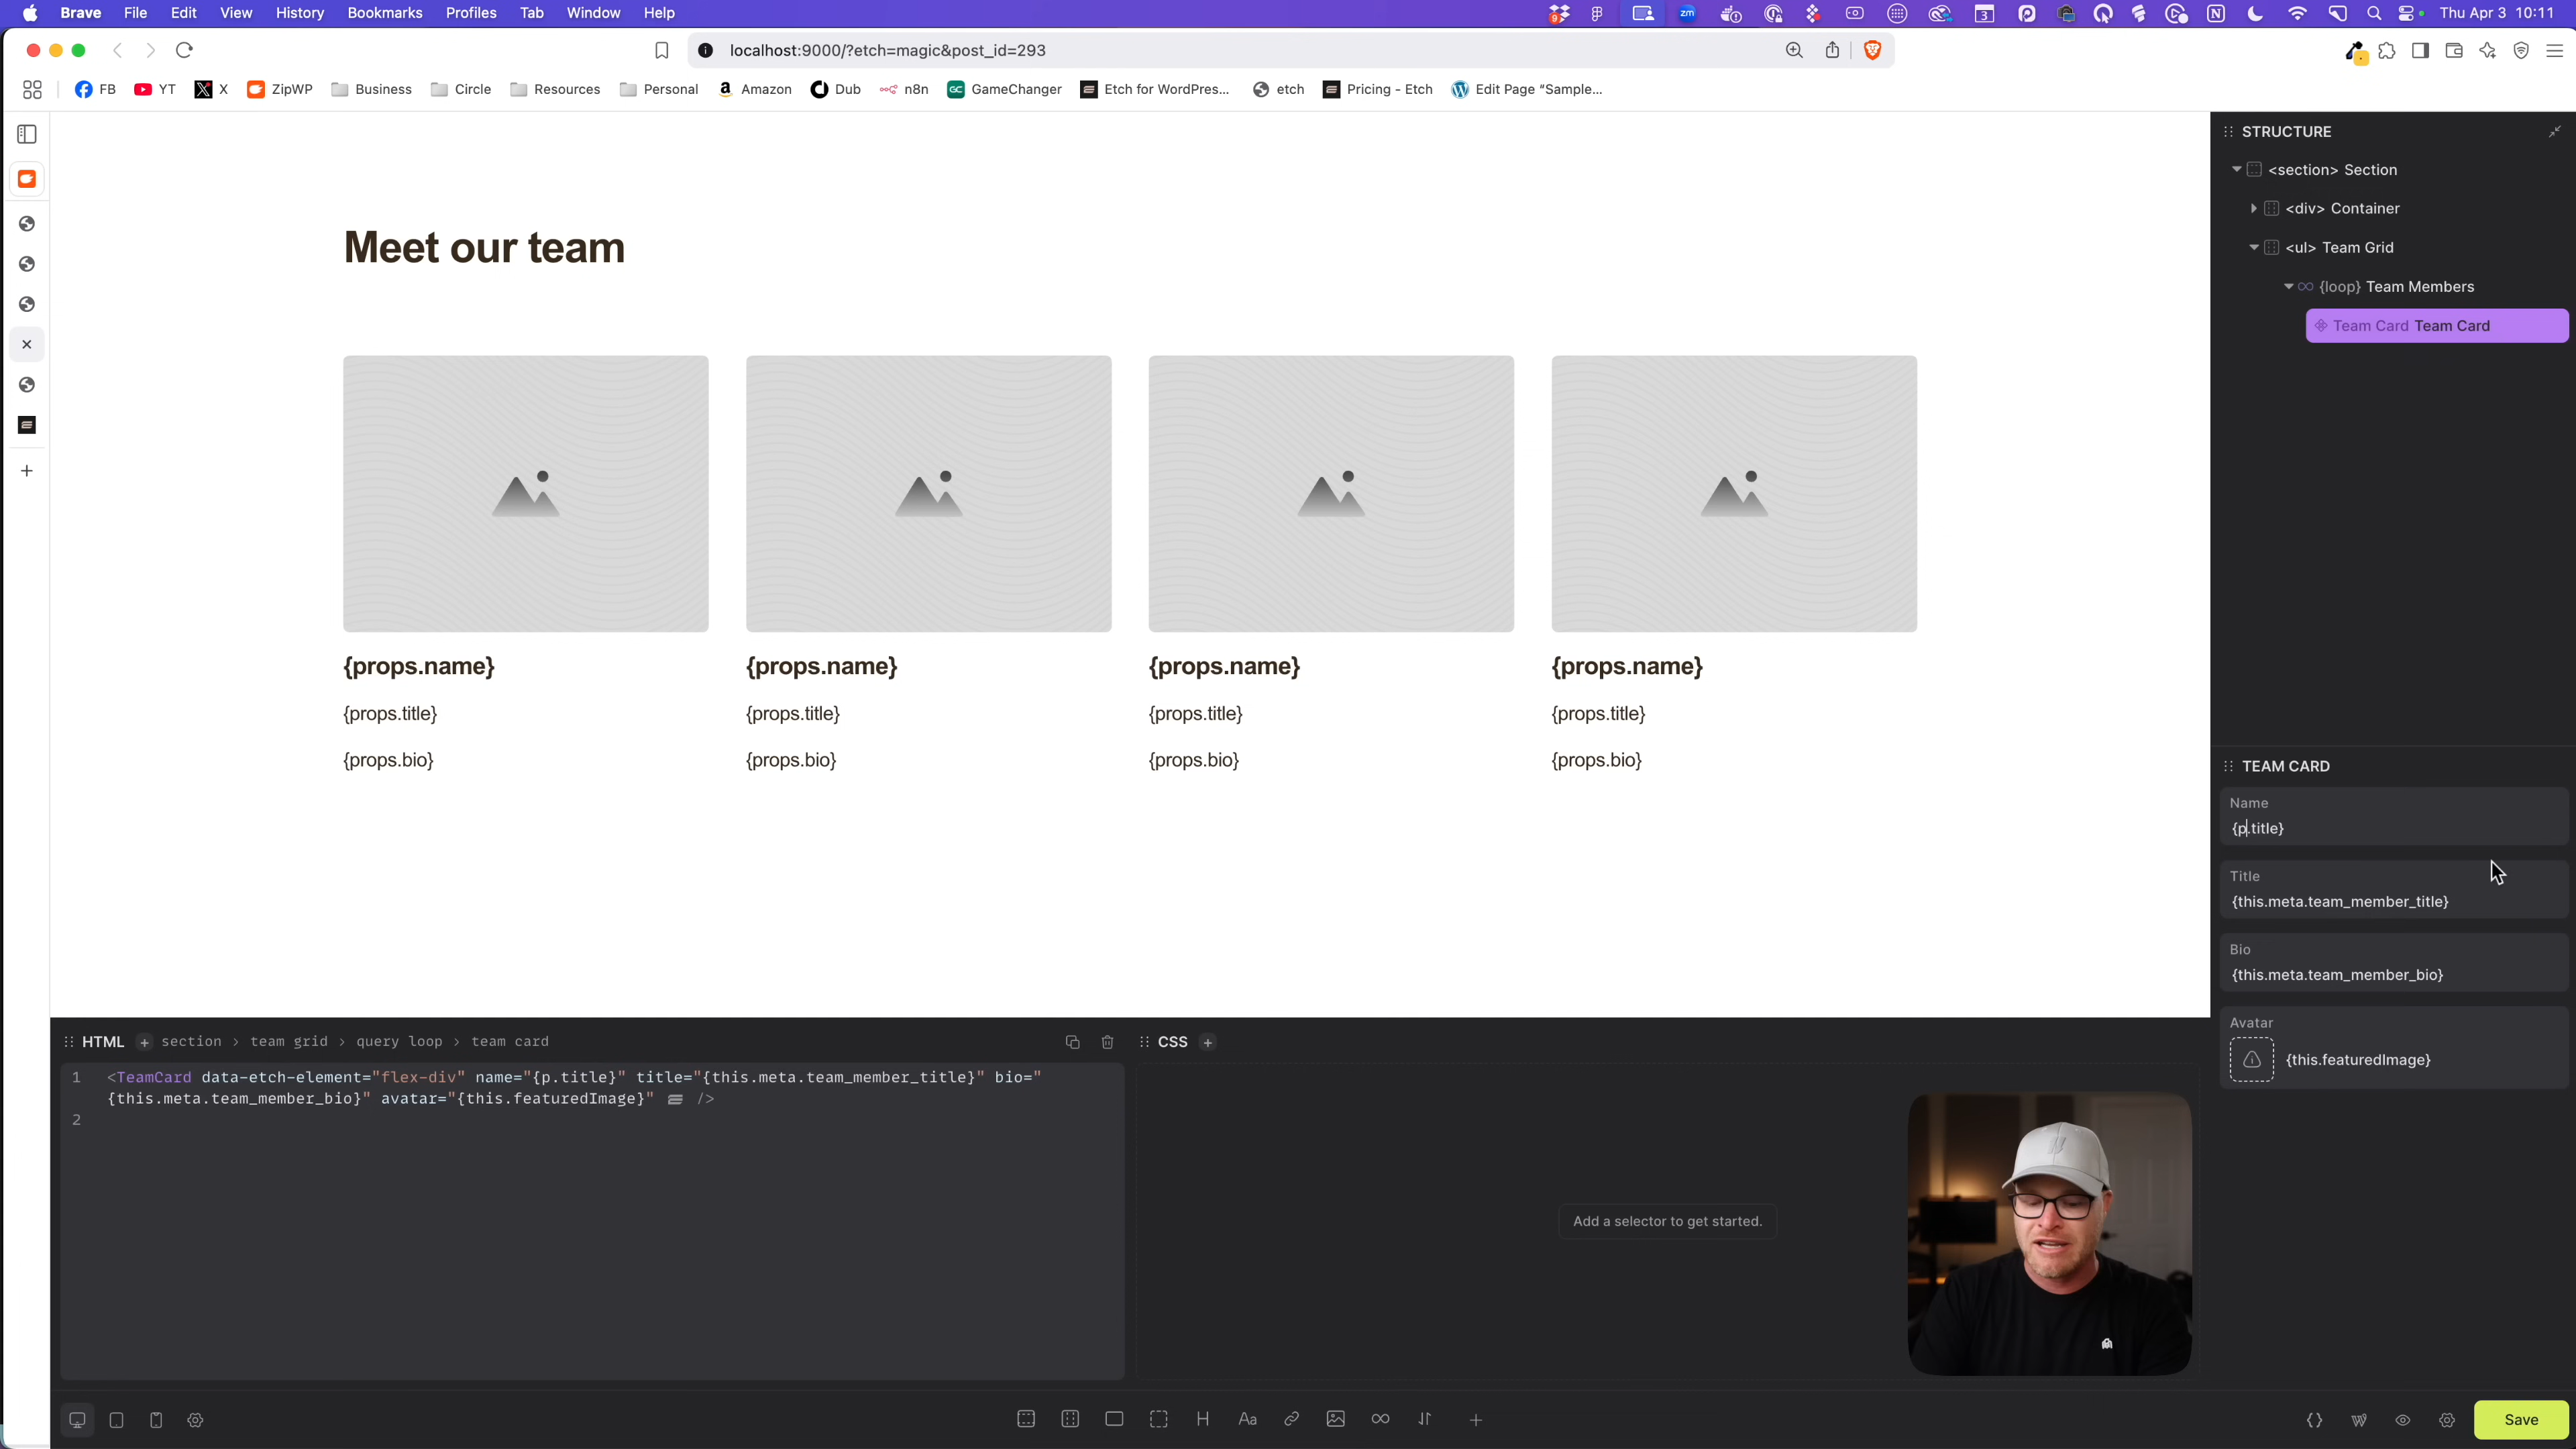 Brave File Edit View History Bookmarks Profiles Tab Window Help
zm
3
Thu Apr 3 10:11
localhost:9000/?etch=magic&post_id=293
FB YT X ZipWP Business Circle Resources Personal Amazon Dub n8n GameChanger Etch for WordPres... etch Pricing - Etch Edit Page “Sample...
Meet our team
{props.name} {props.name} {props.name} {props.name}
{props.title} {props.title} {props.title} {props.title}
{props.bio} {props.bio} {props.bio} {props.bio}
STRUCTURE
<section> Section
<div> Container
<ul> Team Grid
{loop} Team Members
Team Card Team Card
TEAM CARD
Name
{p.title}
Title
{this.meta.team_member_title}
Bio
{this.meta.team_member_bio}
Avatar
{this.featuredImage}
HTML + section › team grid › query loop › team card
1 <TeamCard data-etch-element="flex-div" name="{p.title}" title="{this.meta.team_member_title}" bio="
{this.meta.team_member_bio}" avatar="{this.featuredImage}" />
2
CSS +
Add a selector to get started.
H Aa
Save